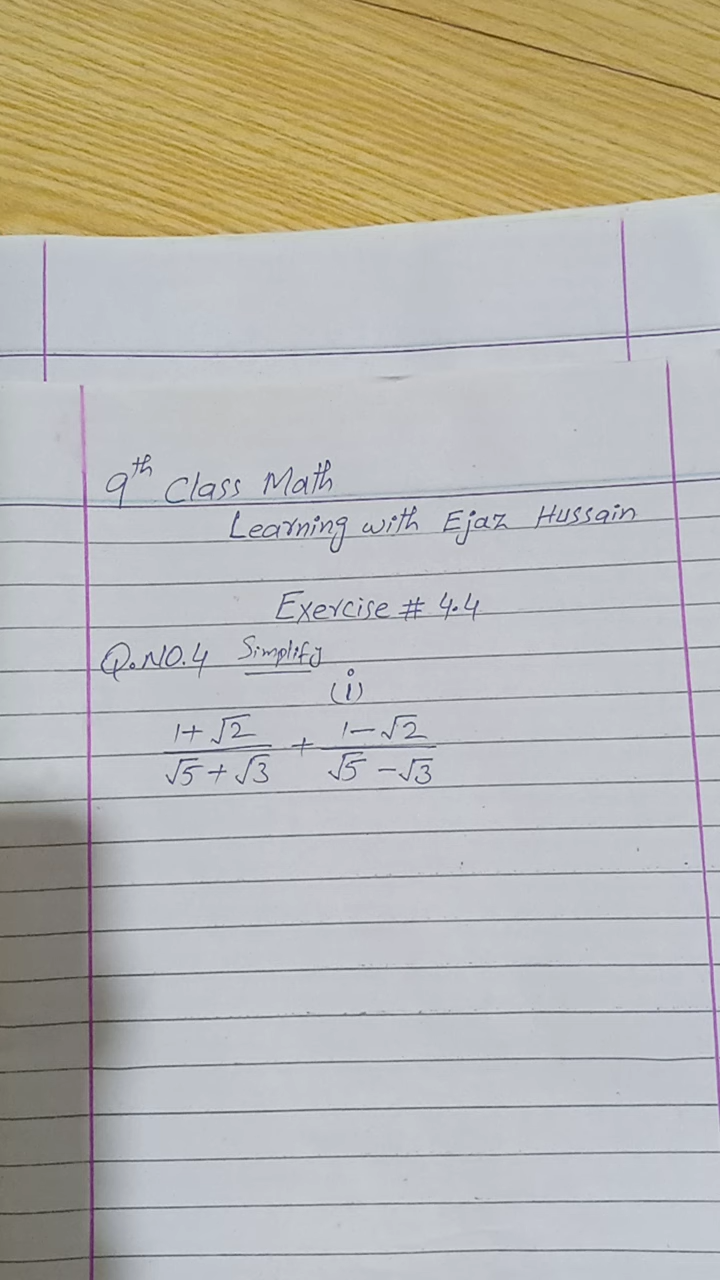 9th Class Math
Learning with Ejaz Hussain
Exercise # 4.4
Q.NO.4 Simplify
(i)
1+√2 / √5+√3 + 1-√2 / √5-√3